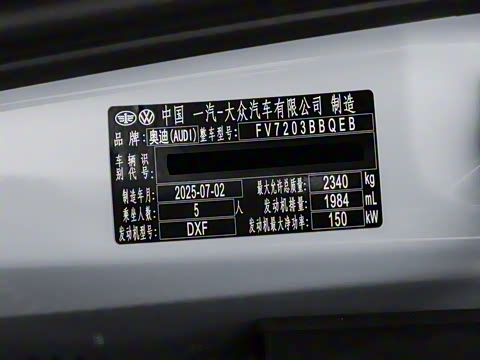 中国 一汽-大众汽车有限公司 制造
品牌: 奥迪(AUDI) 整车型号: FV7203BBQEB
车辆识别代号:
制造年月: 2025-07-02 最大允许总质量: 2340 kg
乘坐人数: 5 人 发动机排量: 1984 mL
发动机型号: DXF 发动机最大净功率: 150 kW